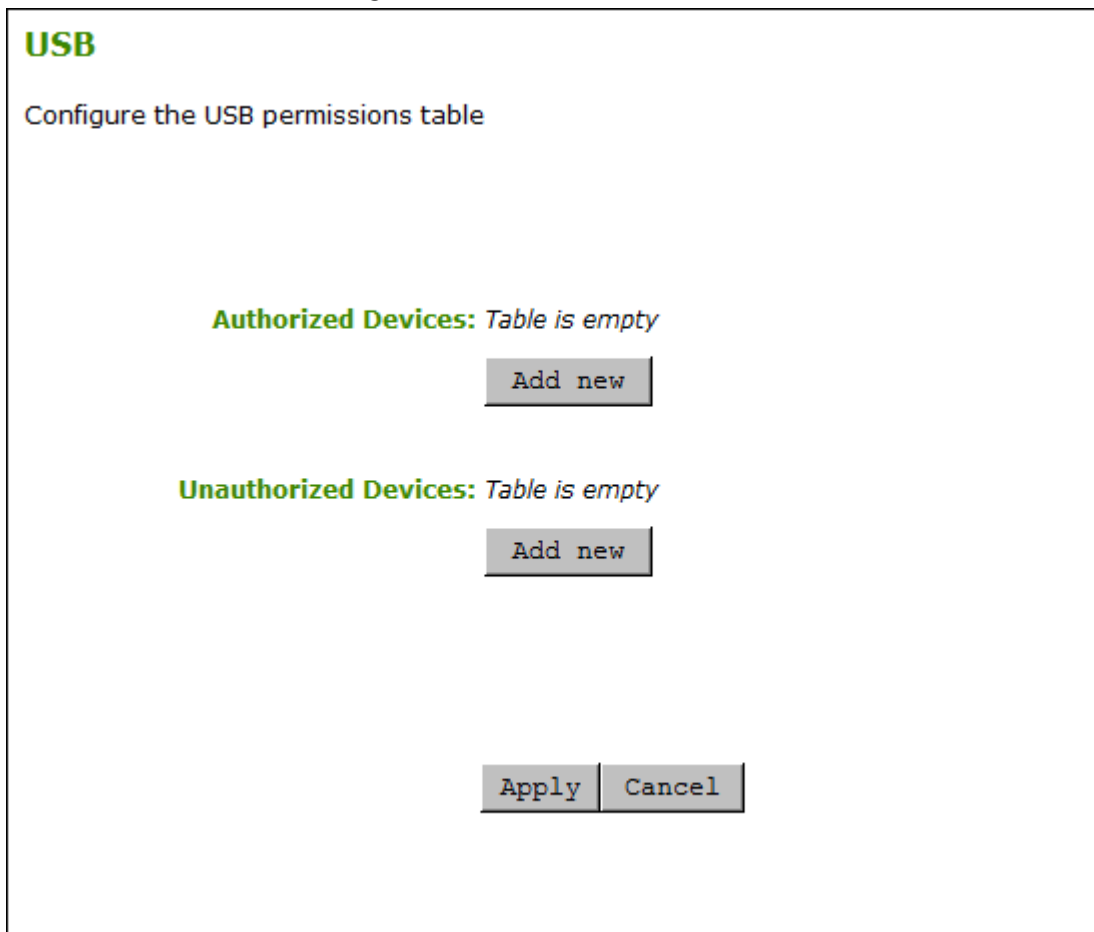 USB
Configure the USB permissions table
Authorized Devices: Table is empty
Add new
Unauthorized Devices: Table is empty
Add new
Apply Cancel